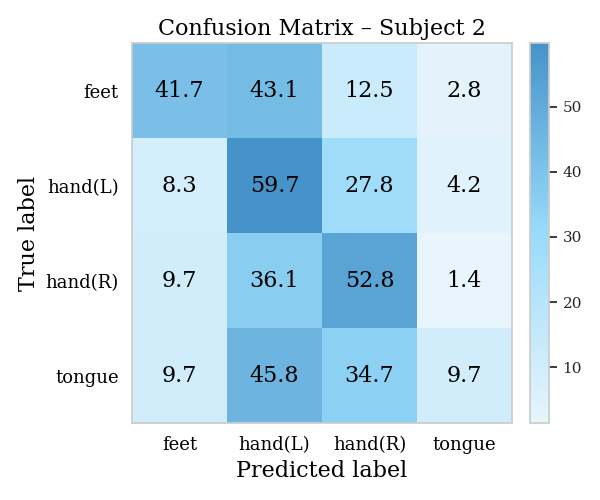 Confusion Matrix – Subject 2
True label
feet 41.7 43.1 12.5 2.8
hand(L) 8.3 59.7 27.8 4.2
hand(R) 9.7 36.1 52.8 1.4
tongue 9.7 45.8 34.7 9.7
feet hand(L) hand(R) tongue
Predicted label
50
40
30
20
10